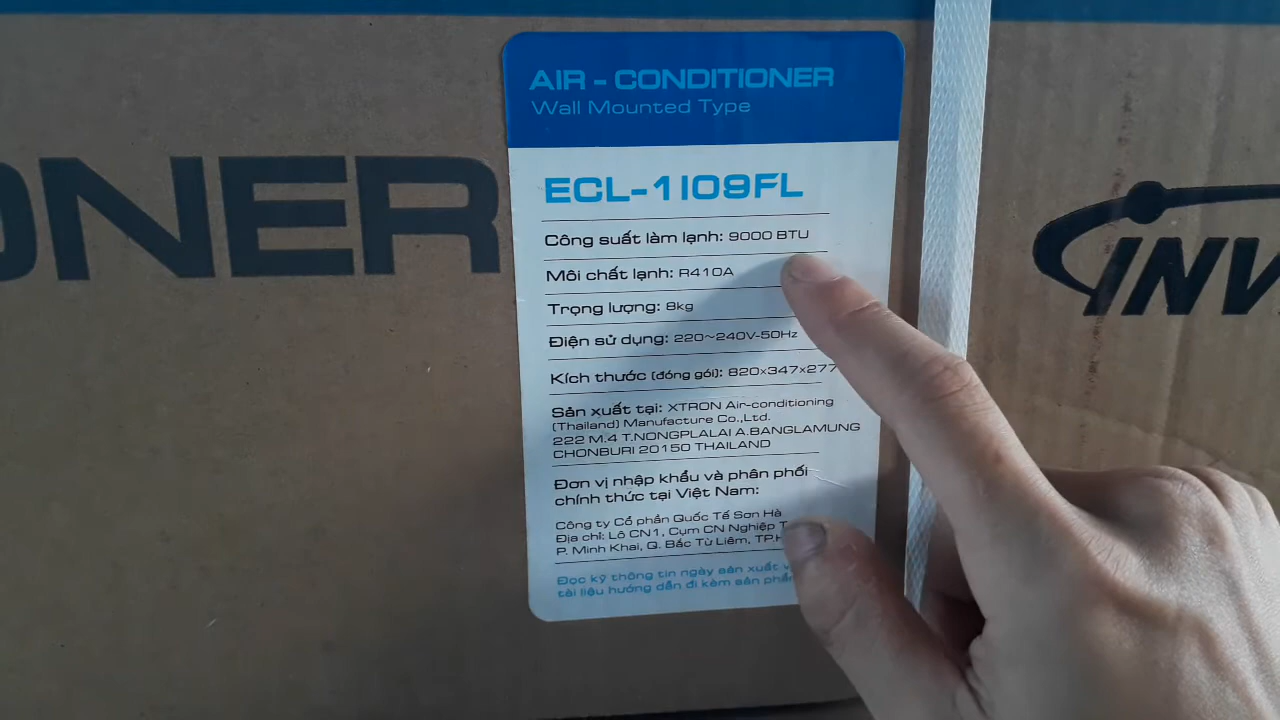 AIR - CONDITIONER
Wall Mounted Type
ECL-1I09FL
Công suất làm lạnh: 9000 BTU
Môi chất lạnh: R410A
Trọng lượng: 8kg
Điện sử dụng: 220~240V-50Hz
Kích thước (đóng gói): 820x347x277
Sản xuất tại: XTRON Air-conditioning
(Thailand) Manufacture Co.,Ltd.
222 M.4 T.NONGPLALAI A.BANGLAMUNG
CHONBURI 20150 THAILAND
Đơn vị nhập khẩu và phân phối
chính thức tại Việt Nam:
Công ty Cổ phần Quốc Tế Sơn Hà
Địa chỉ: Lô CN1, Cụm CN Nghiệp
P. Minh Khai, Q. Bắc Từ Liêm,
Đọc kỹ thông tin ngày sản xuất
tài liệu hướng dẫn đi kèm sản phẩm
ONER
INV